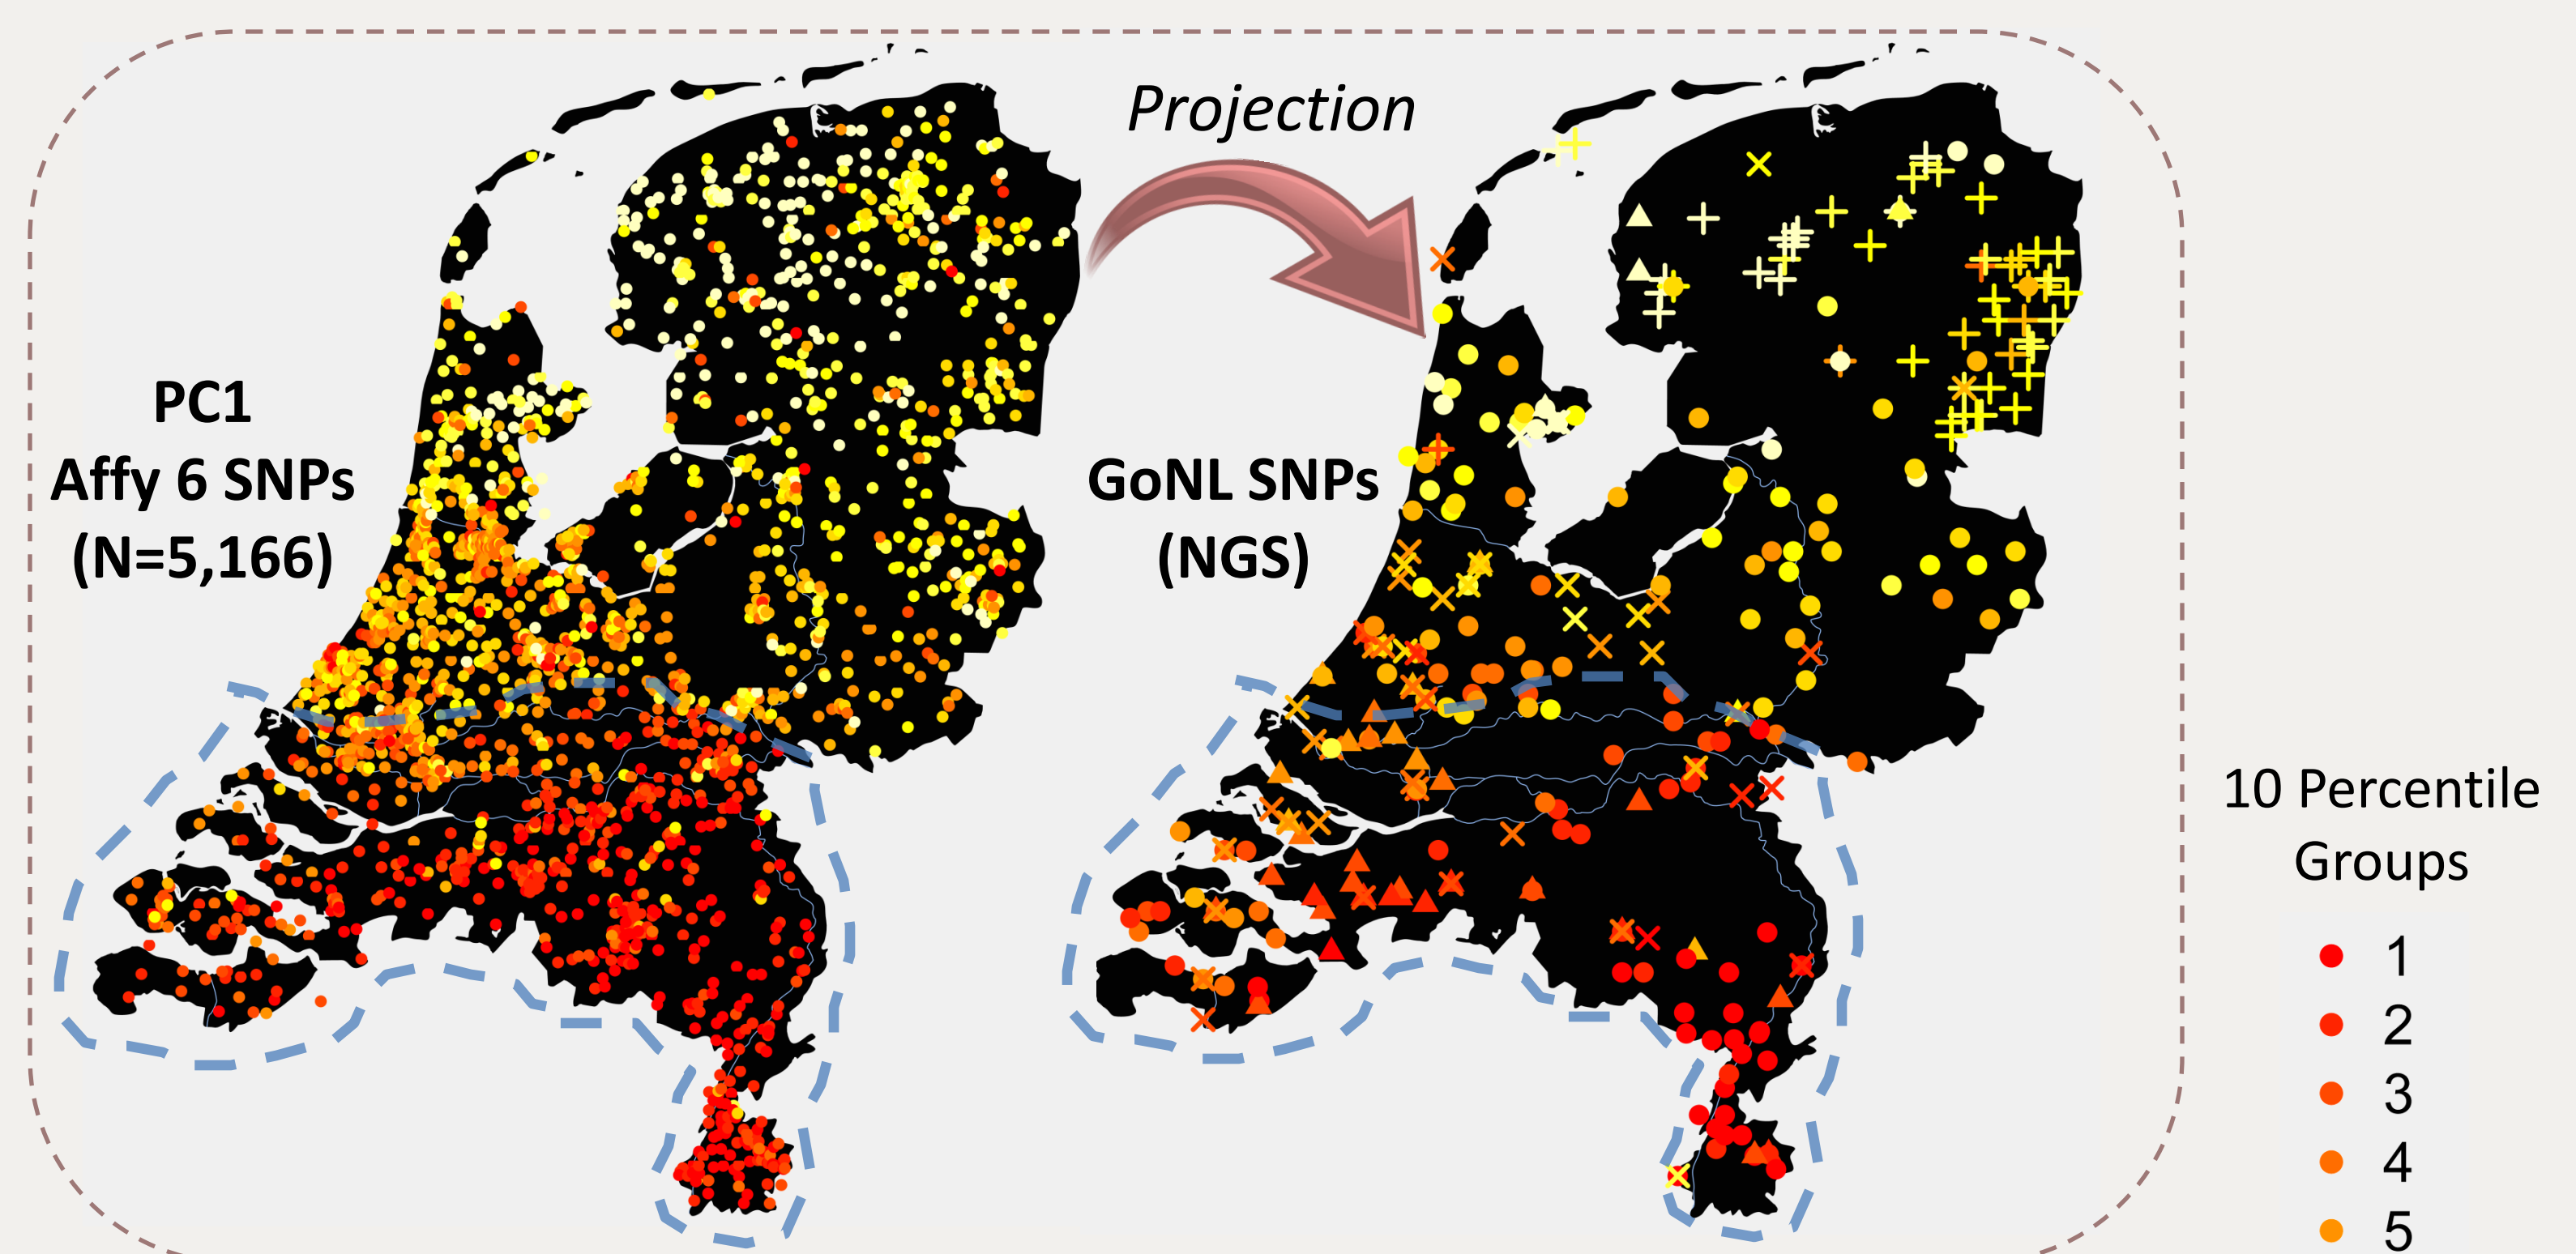 Projection
PC1
Affy 6 SNPs
(N=5,166)
GoNL SNPs
(NGS)
10 Percentile
Groups
1
2
3
4
5